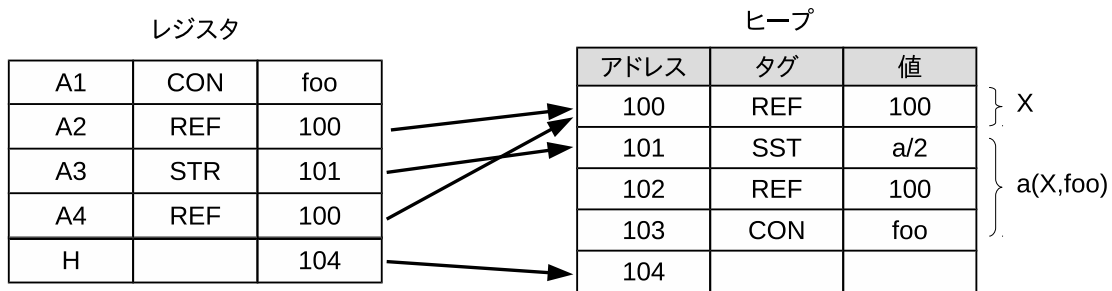 レジスタ
A1 CON foo
A2 REF 100
A3 STR 101
A4 REF 100
H 104
ヒープ
アドレス タグ 値
100 REF 100
101 SST a/2
102 REF 100
103 CON foo
104
X
a(X,foo)